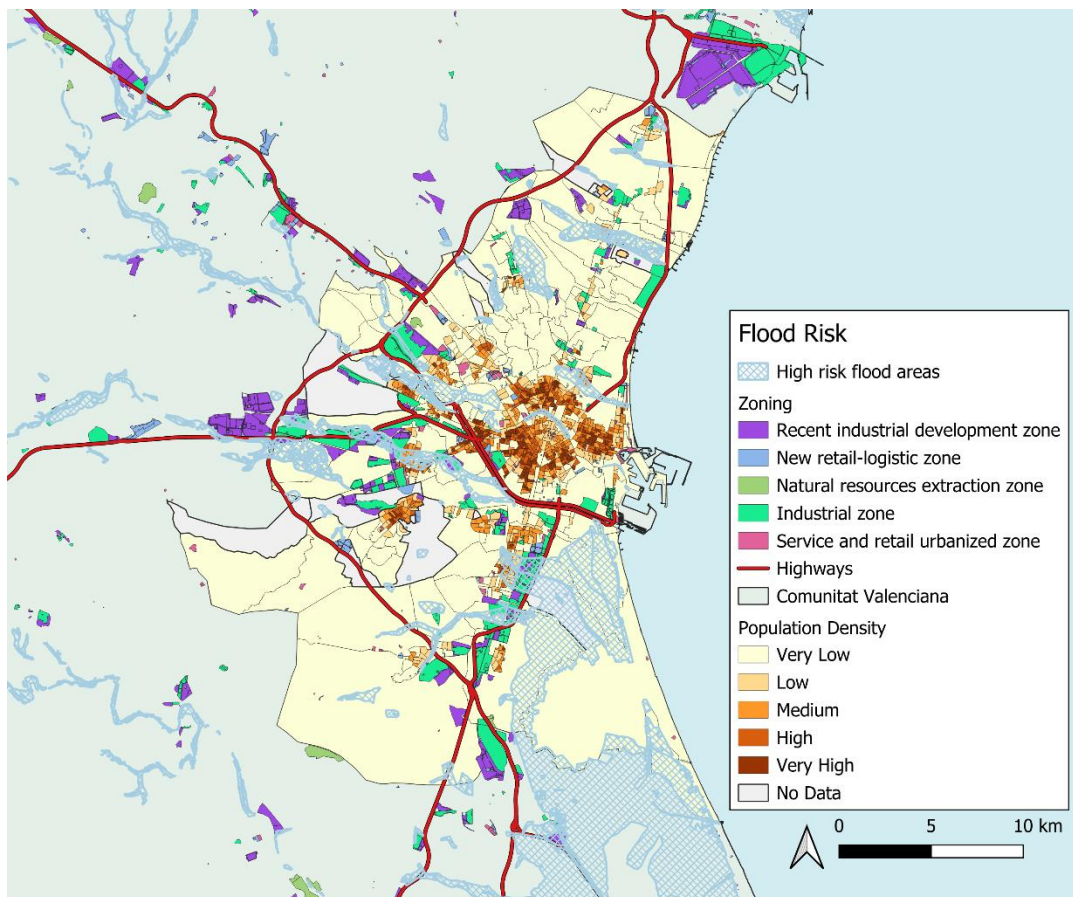 Flood Risk
High risk flood areas
Zoning
Recent industrial development zone
New retail-logistic zone
Natural resources extraction zone
Industrial zone
Service and retail urbanized zone
Highways
Comunitat Valenciana
Population Density
Very Low
Low
Medium
High
Very High
No Data
0 5 10 km